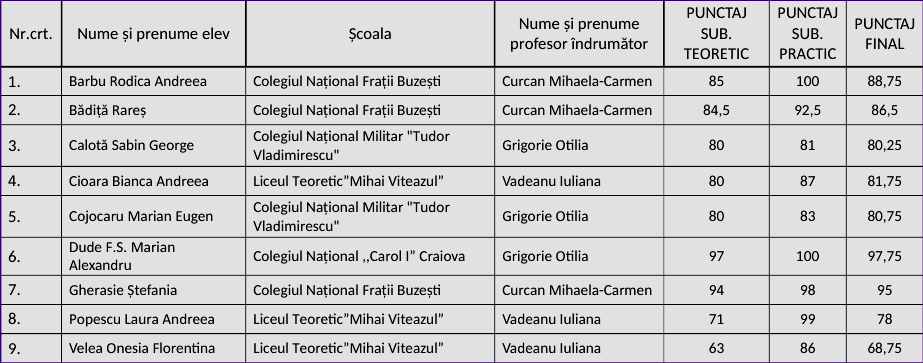 Nr.crt. Nume și prenume elev Școala Nume și prenume profesor îndrumător PUNCTAJ SUB. TEORETIC PUNCTAJ SUB. PRACTIC PUNCTAJ FINAL
1. Barbu Rodica Andreea Colegiul Național Frații Buzești Curcan Mihaela-Carmen 85 100 88,75
2. Bădiță Rareș Colegiul Național Frații Buzești Curcan Mihaela-Carmen 84,5 92,5 86,5
3. Calotă Sabin George Colegiul Național Militar "Tudor Vladimirescu" Grigorie Otilia 80 81 80,25
4. Cioara Bianca Andreea Liceul Teoretic”Mihai Viteazul” Vadeanu Iuliana 80 87 81,75
5. Cojocaru Marian Eugen Colegiul Național Militar "Tudor Vladimirescu" Grigorie Otilia 80 83 80,75
6. Dude F.S. Marian Alexandru Colegiul Național ,,Carol I” Craiova Grigorie Otilia 97 100 97,75
7. Gherasie Ștefania Colegiul Național Frații Buzești Curcan Mihaela-Carmen 94 98 95
8. Popescu Laura Andreea Liceul Teoretic”Mihai Viteazul” Vadeanu Iuliana 71 99 78
9. Velea Onesia Florentina Liceul Teoretic”Mihai Viteazul” Vadeanu Iuliana 63 86 68,75